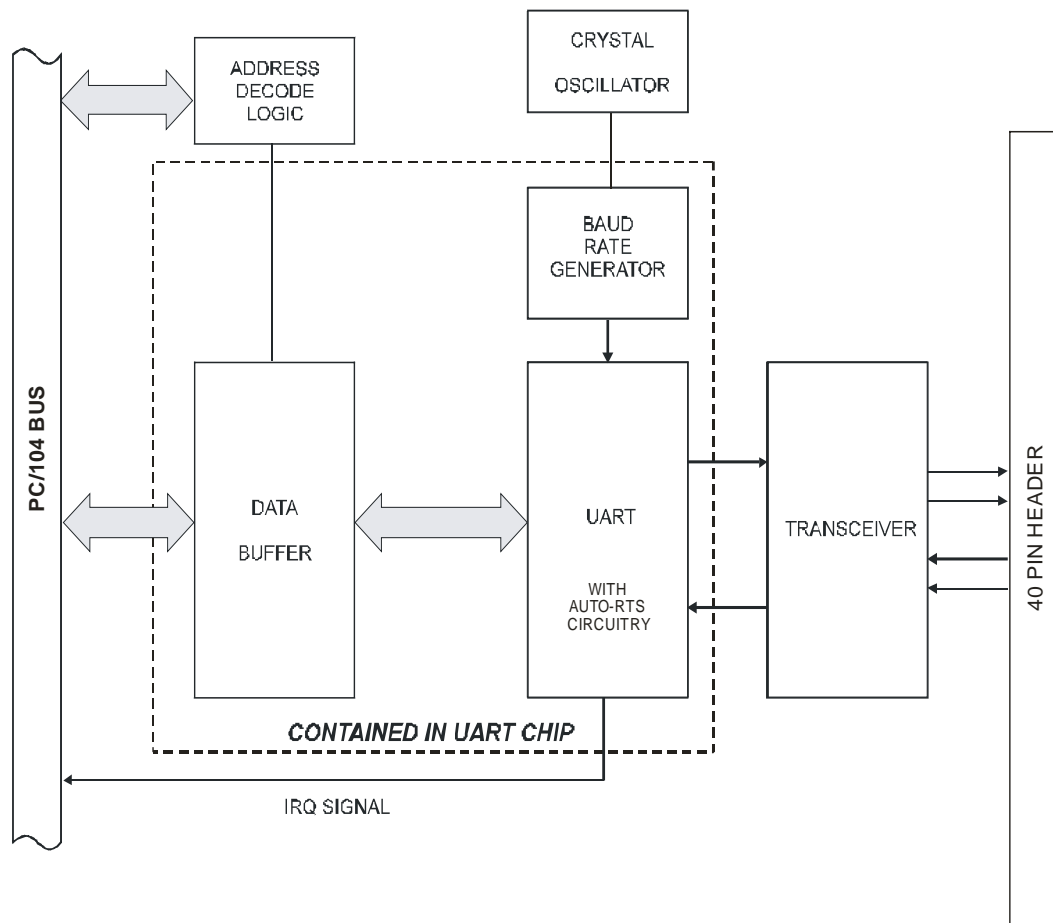 CRYSTAL
OSCILLATOR
ADDRESS
DECODE
LOGIC
BAUD
RATE
GENERATOR
PC/104 BUS
DATA
BUFFER
UART
WITH
AUTO-RTS
CIRCUITRY
TRANSCEIVER
40 PIN HEADER
CONTAINED IN UART CHIP
IRQ SIGNAL